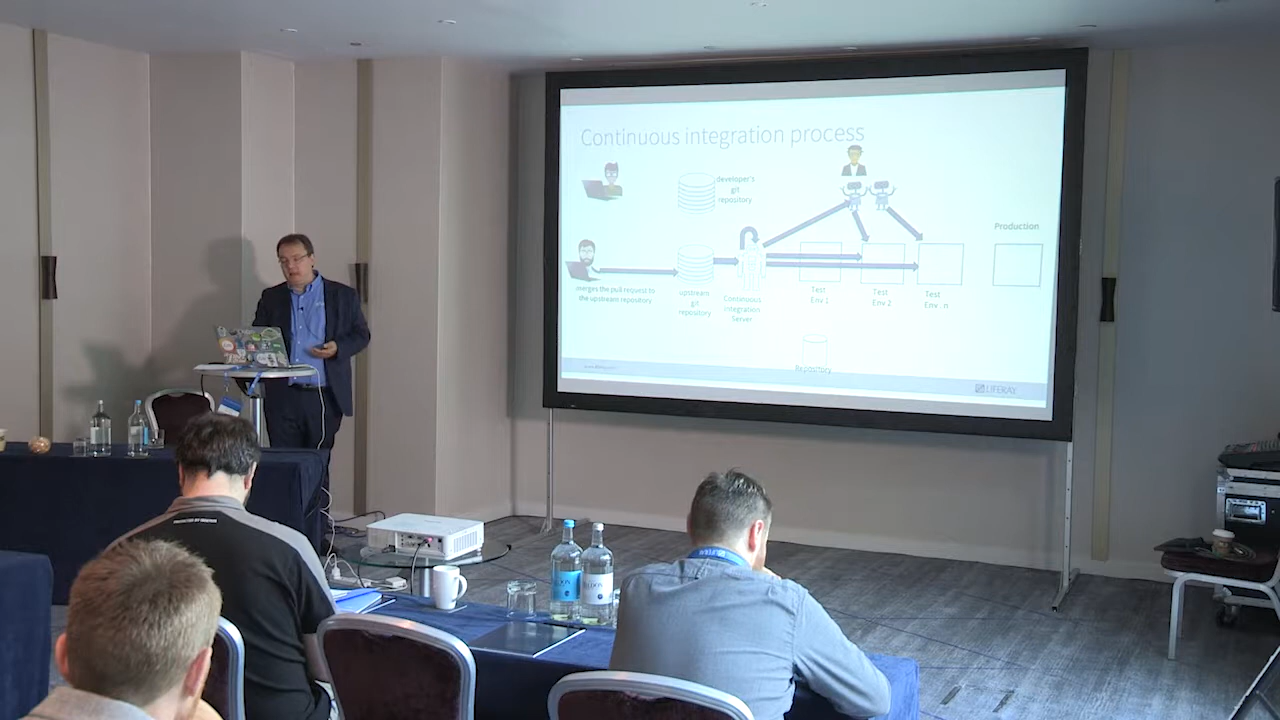 Continuous integration process
developer's
git
repository
Production
merges the pull request to
the upstream repository
upstream
git
repository
Continuous
integration
Server
Test
Env 1
Test
Env 2
Test
Env . n
Repository
LIFERAY